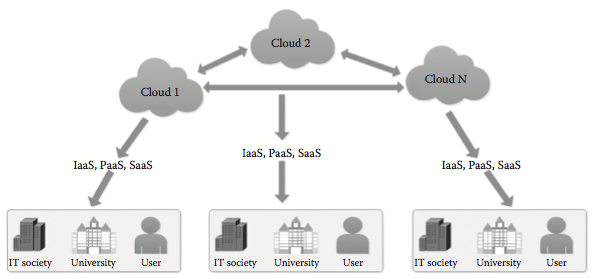 Cloud 2
Cloud 1
Cloud N
IaaS, PaaS, SaaS
IaaS, PaaS, SaaS
IaaS, PaaS, SaaS
IT society University User
IT society University User
IT society University User